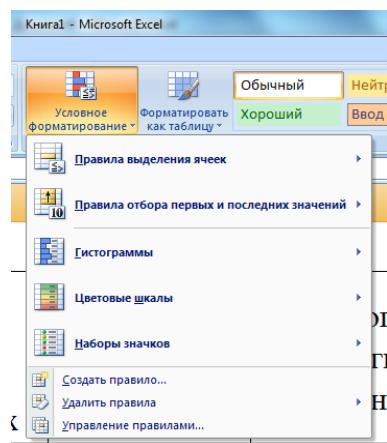 Книга1 - Microsoft Excel
Обычный
Нейтр
Условное форматирование
Форматировать как таблицу
Хороший
Ввод
Правила выделения ячеек
Правила отбора первых и последних значений
10
Гистограммы
Цветовые шкалы
Наборы значков
Создать правило...
Удалить правила
Управление правилами...